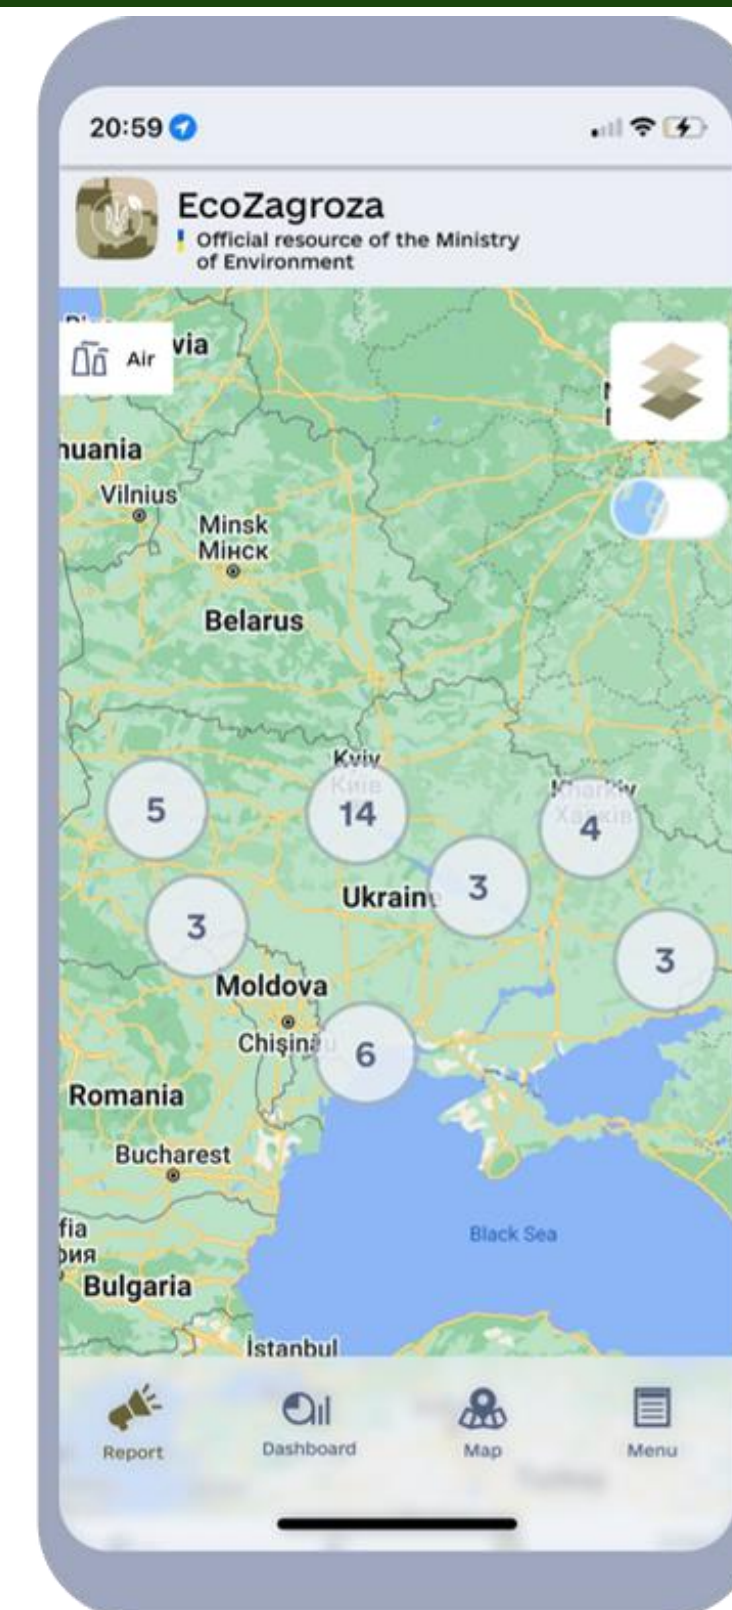 20:59
EcoZagroza
Official resource of the Ministry
of Environment
Air
via
huania
Vilnius
Minsk
Мінск
Belarus
Kyiv
Київ
Kharkiv
Харків
5
14
4
Ukraine
3
3
3
Moldova
Chişinău
6
Romania
Bucharest
Black Sea
fia
рия
Bulgaria
İstanbul
Report
Dashboard
Map
Menu